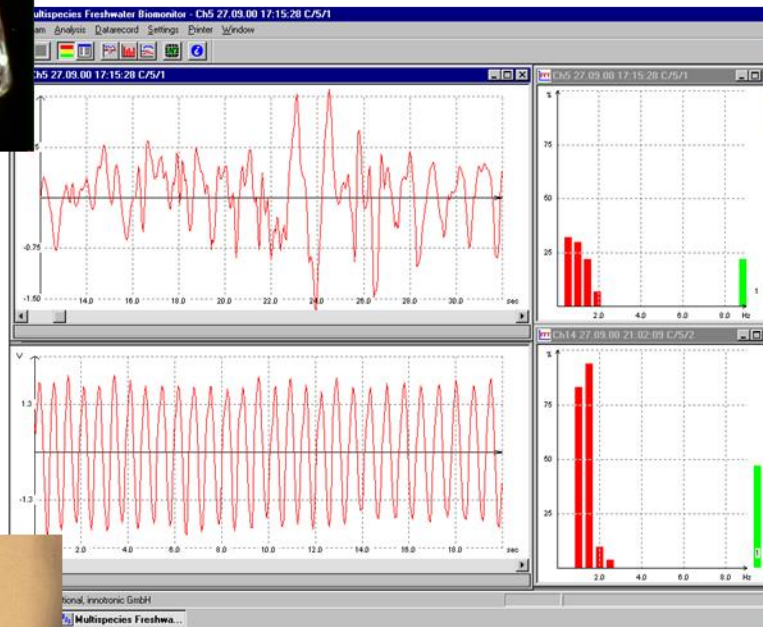 ultispecies Freshwater Biomonitor - Ch5 27.09.00 17:15:28 C/5/1
am Analysis Datarecord Settings Printer Window
Ch5 27.09.00 17:15:28 C/5/1
14.0 16.0 18.0 20.0 22.0 24.0 26.0 28.0 30.0 sec
-0.75
-1.50
Ch5 27.09.00 17:15:28 C/5/1
%
75
50
25
2.0 4.0 6.0 8.0 Hz
1
V
1.3
-1.3
2.0 4.0 6.0 8.0 10.0 12.0 14.0 16.0 18.0 sec
Ch14 27.09.00 21:02:09 C/5/2
%
75
50
25
2.0 4.0 6.0 8.0 Hz
1
tional, innotronic GmbH
Multispecies Freshwa...